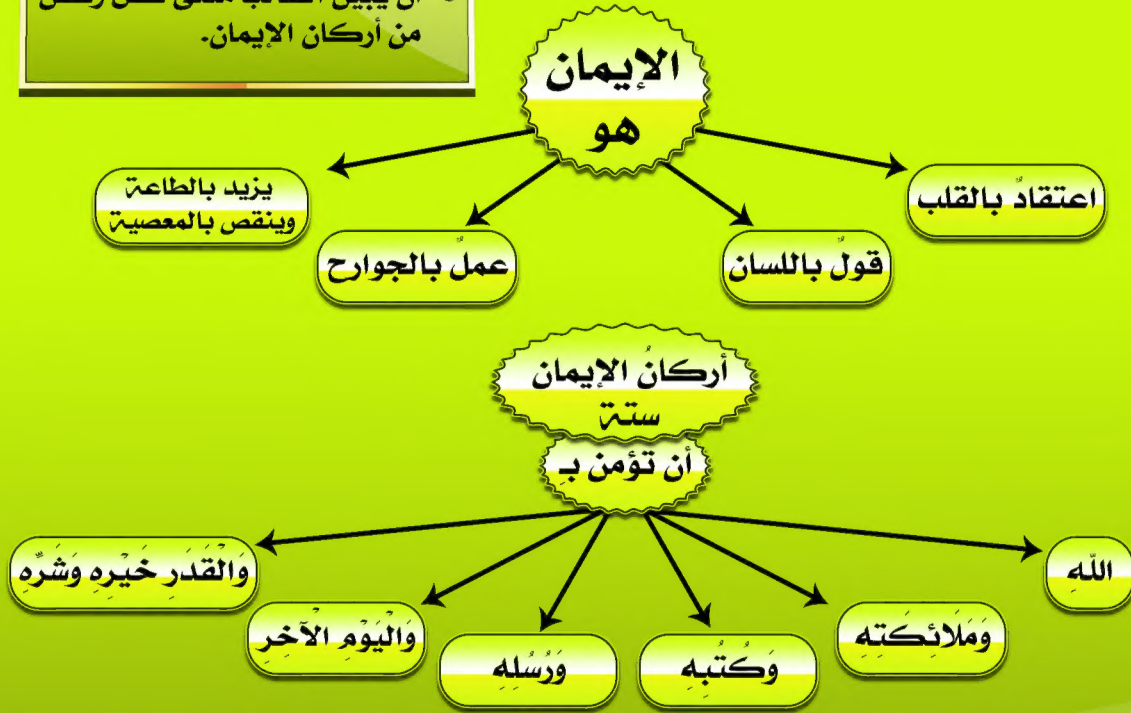 من أركان الإيمان.
الإيمان
هو
اعتقادٌ بالقلب
قولٌ باللسان
عملٌ بالجوارح
يزيد بالطاعة
وينقص بالمعصية
أركانُ الإيمان
ستة
أن تؤمن بـِ
اللهِ
وَمَلَائِكَتِهِ
وَكُتُبِهِ
وَرُسُلِهِ
وَالْيَوْمِ الْآخِرِ
وَالْقَدَرِ خَيْرِهِ وَشَرِّهِ